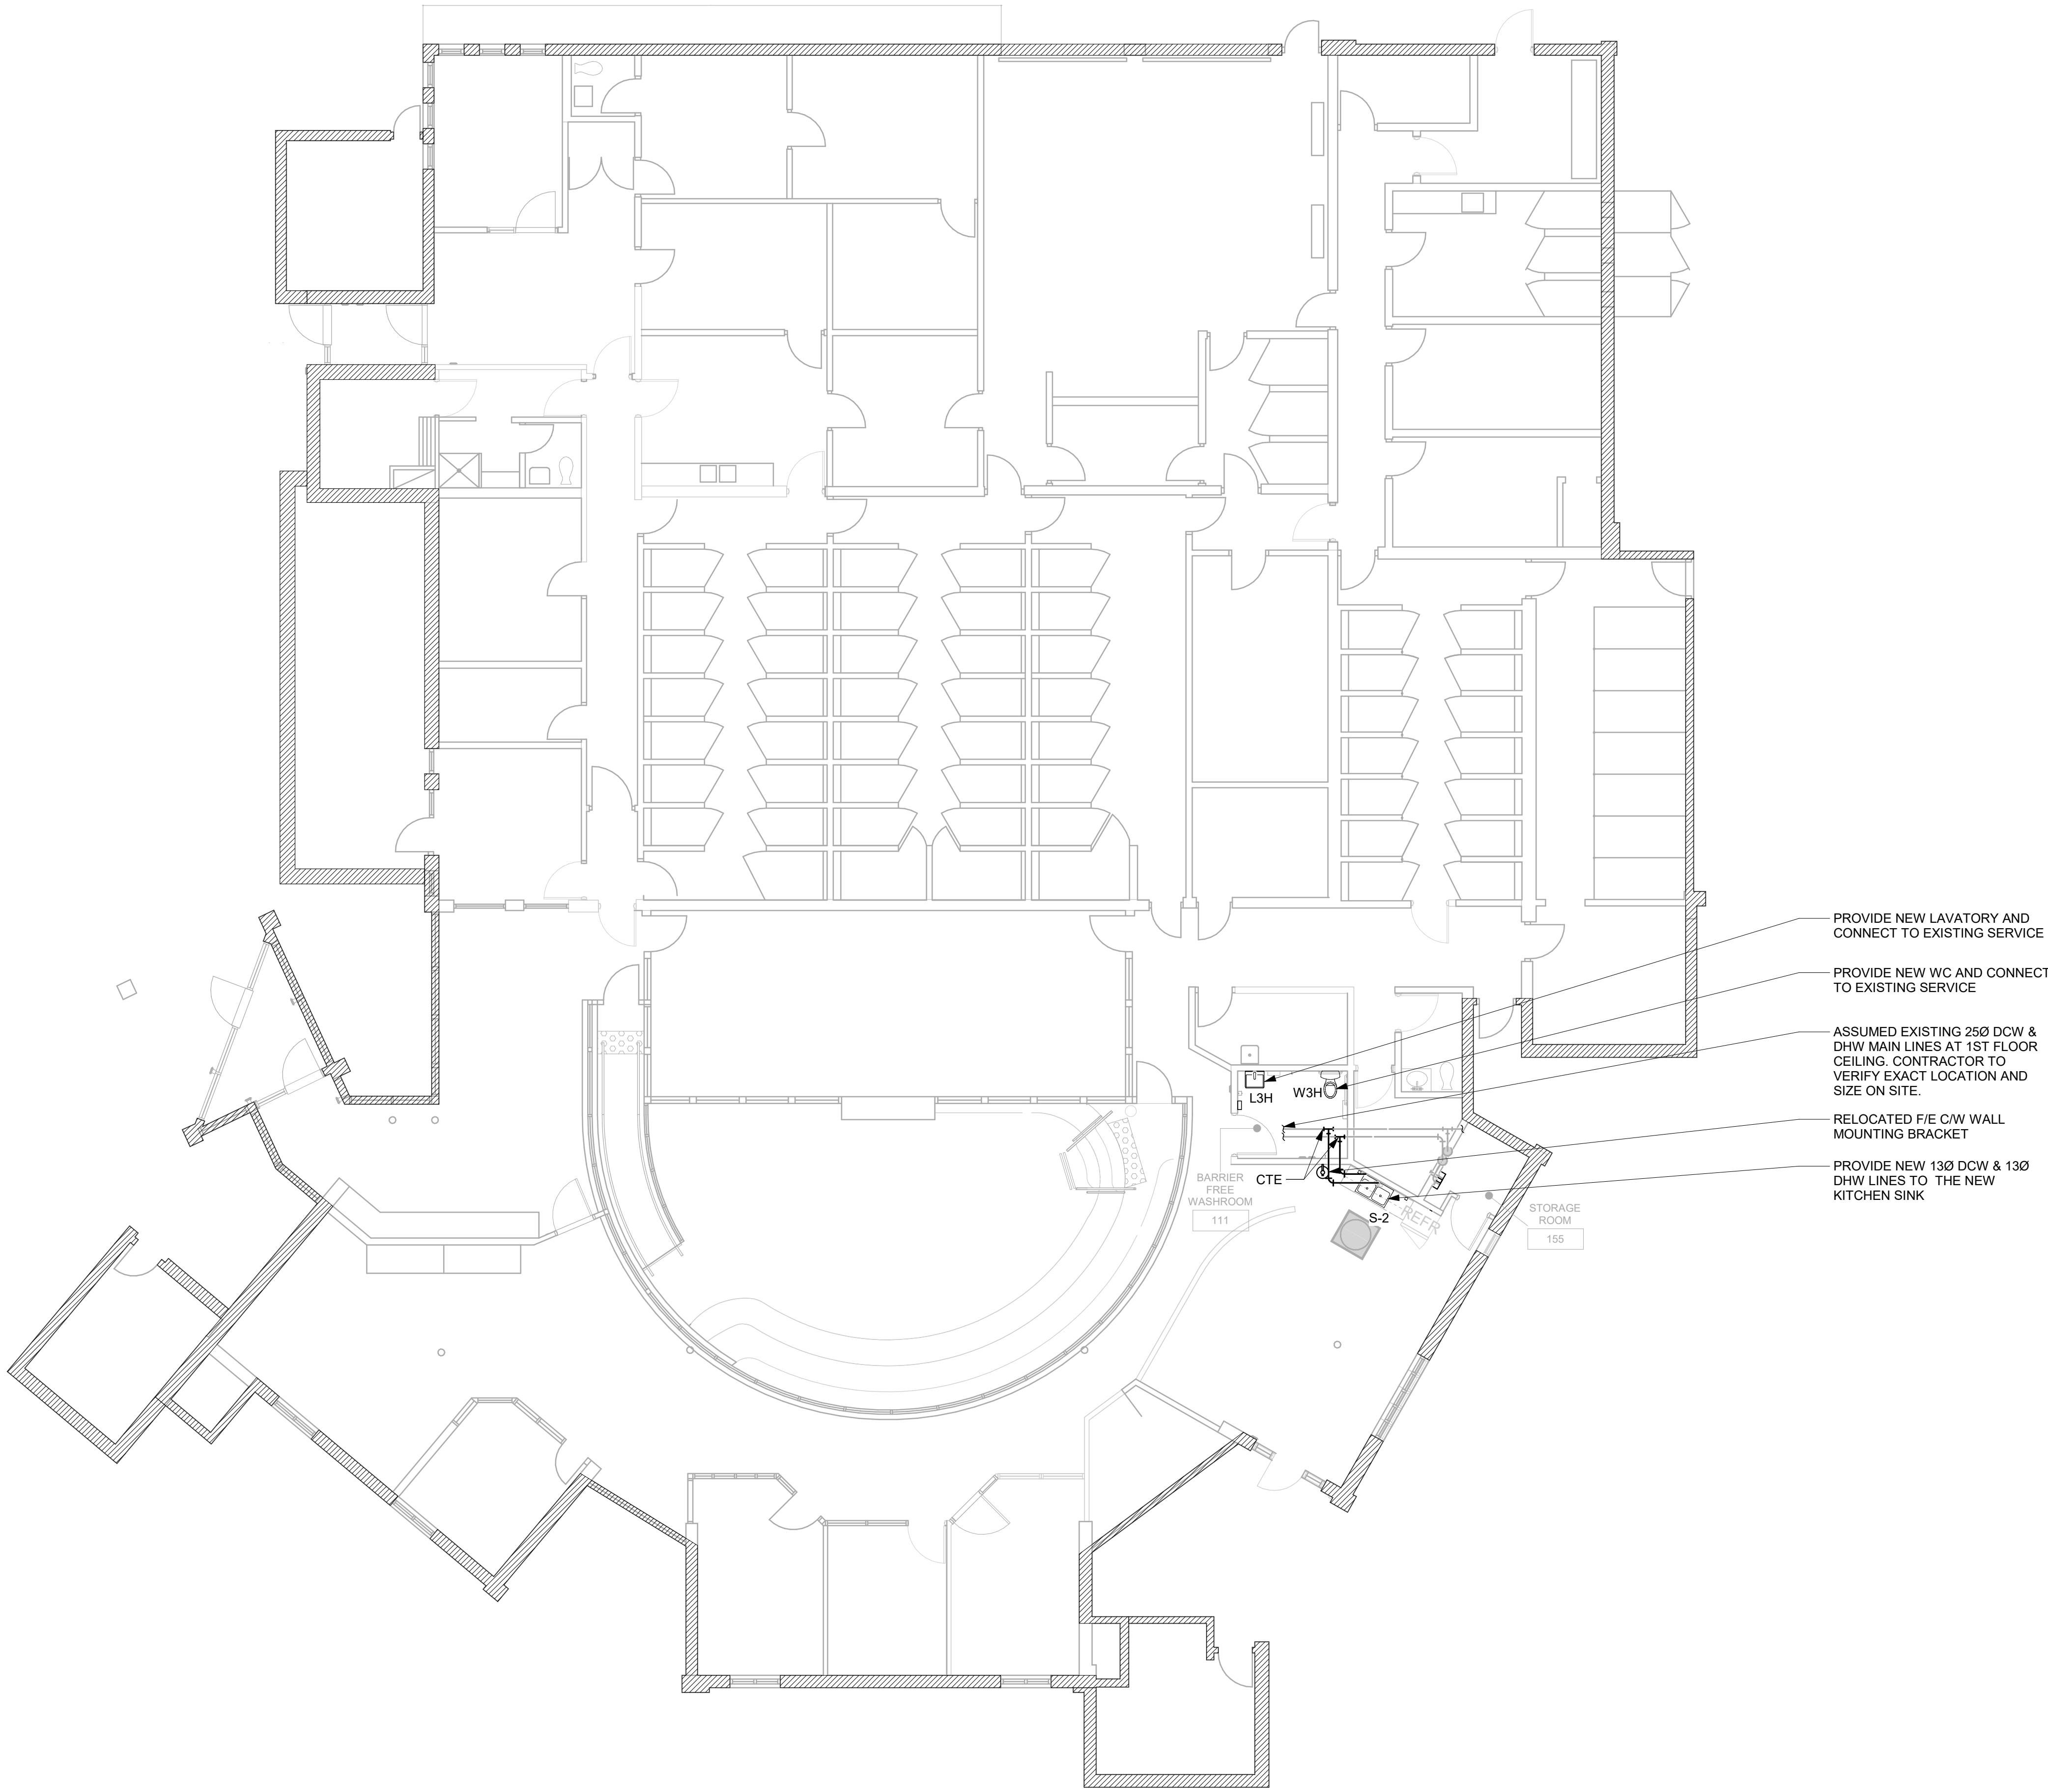 PROVIDE NEW LAVATORY AND
CONNECT TO EXISTING SERVICE
PROVIDE NEW WC AND CONNECT
TO EXISTING SERVICE
ASSUMED EXISTING 25Ø DCW &
DHW MAIN LINES AT 1ST FLOOR
CEILING. CONTRACTOR TO
VERIFY EXACT LOCATION AND
SIZE ON SITE.
RELOCATED F/E C/W WALL
MOUNTING BRACKET
PROVIDE NEW 13Ø DCW & 13Ø
DHW LINES TO THE NEW
KITCHEN SINK
L3H
W3H
CTE
BARRIER
FREE
WASHROOM
111
S-2
REFR
STORAGE
ROOM
155